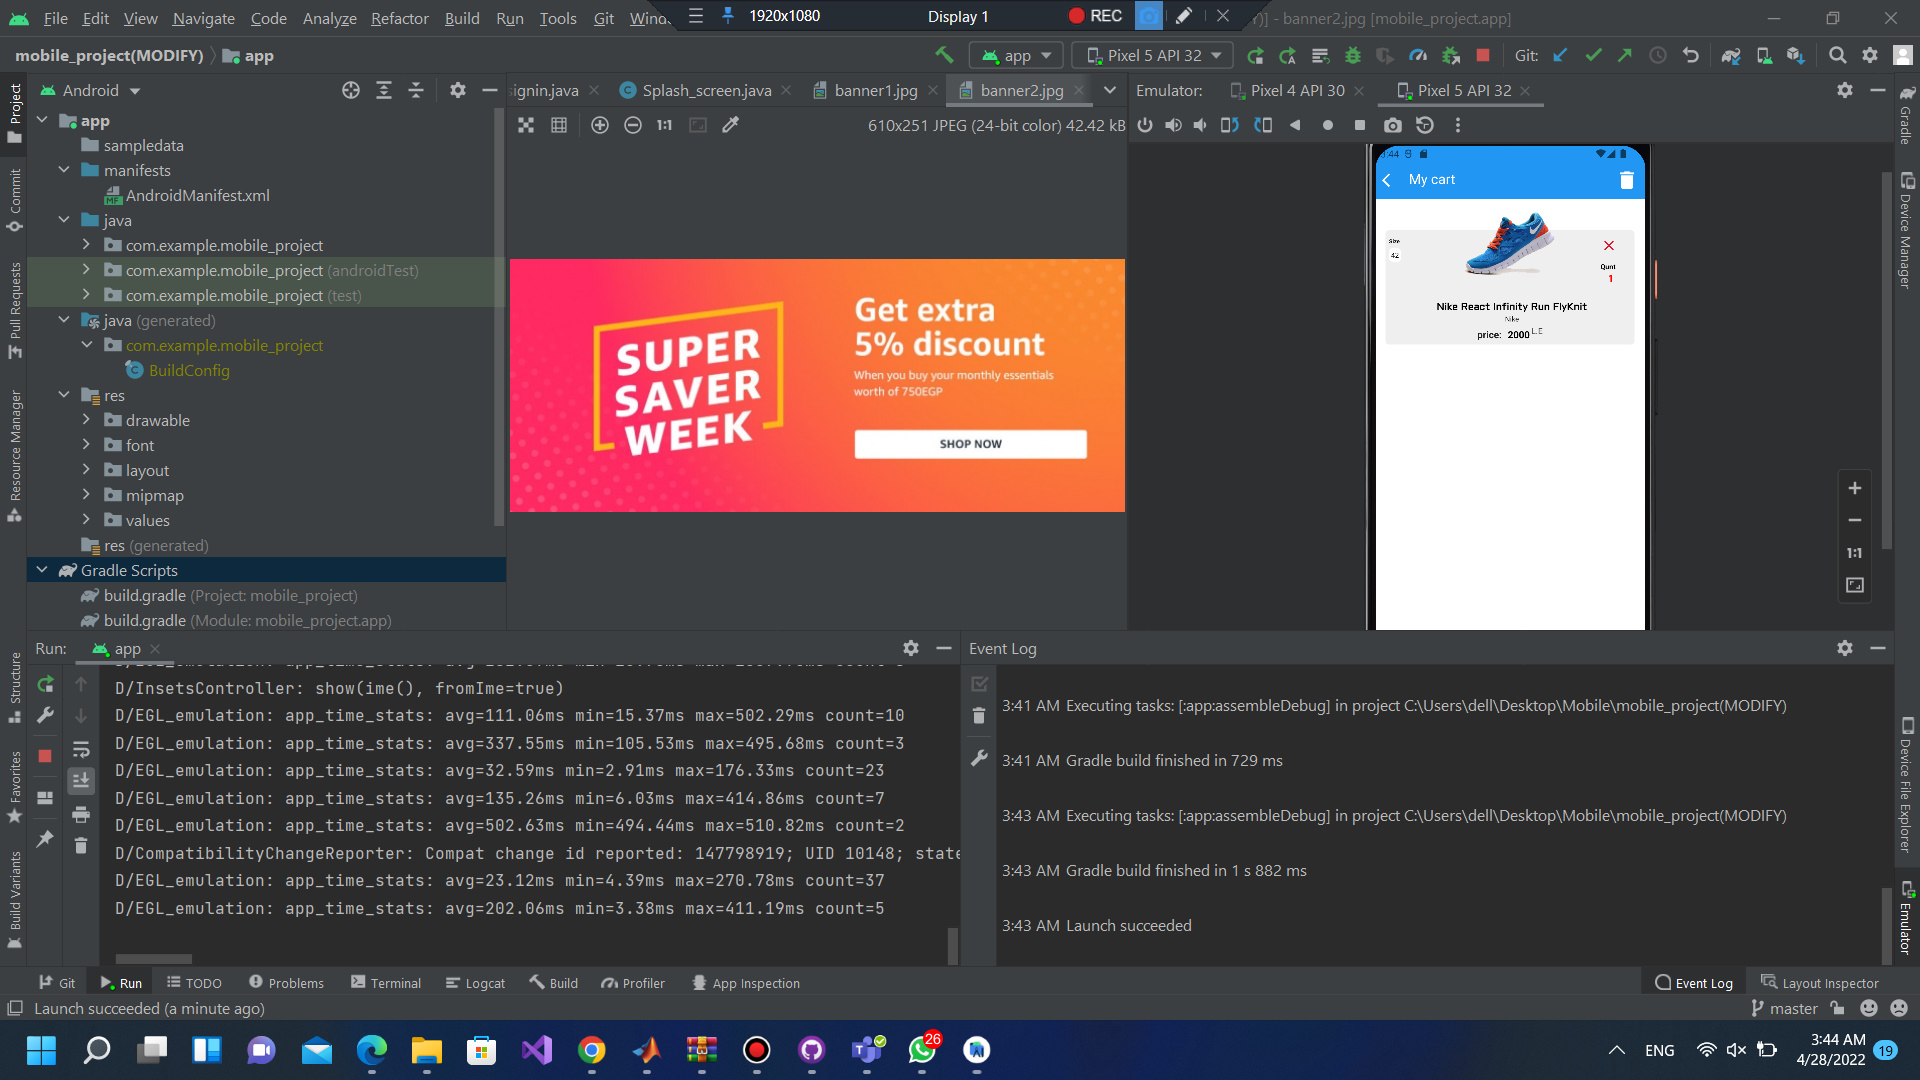 File Edit View Navigate Code Analyze Refactor Build Run Tools Git
1920x1080 Display 1 REC
- banner2.jpg [mobile_project.app]
mobile_project(MODIFY) app
app
Pixel 5 API 32
Git:
Android
Splash_screen.java
banner1.jpg
banner2.jpg
610x251 JPEG (24-bit color) 42.42 kB
1:1
Emulator:
Pixel 4 API 30
Pixel 5 API 32
Project
Commit
Pull Requests
Resource Manager
Structure
Favorites
Build Variants
app
sampledata
manifests
AndroidManifest.xml
java
com.example.mobile_project
com.example.mobile_project (androidTest)
com.example.mobile_project (test)
java (generated)
com.example.mobile_project
BuildConfig
res
drawable
font
layout
mipmap
values
res (generated)
Gradle Scripts
build.gradle (Project: mobile_project)
build.gradle (Module: mobile_project.app)
SUPER
SAVER
WEEK
Get extra
5% discount
When you buy your monthly essentials
worth of 750EGP
SHOP NOW
My cart
Size
42
Qunt
1
Nike React Infinity Run FlyKnit
Nike
price: 2000 L.E
1:1
Gradle
Device Manager
Device File Explorer
Emulator
Run: app
D/InsetsController: show(ime(), fromIme=true)
D/EGL_emulation: app_time_stats: avg=111.06ms min=15.37ms max=502.29ms count=10
D/EGL_emulation: app_time_stats: avg=337.55ms min=105.53ms max=495.68ms count=3
D/EGL_emulation: app_time_stats: avg=32.59ms min=2.91ms max=176.33ms count=23
D/EGL_emulation: app_time_stats: avg=135.26ms min=6.03ms max=414.86ms count=7
D/EGL_emulation: app_time_stats: avg=502.63ms min=494.44ms max=510.82ms count=2
D/CompatibilityChangeReporter: Compat change id reported: 147798919; UID 10148; state
D/EGL_emulation: app_time_stats: avg=23.12ms min=4.39ms max=270.78ms count=37
D/EGL_emulation: app_time_stats: avg=202.06ms min=3.38ms max=411.19ms count=5
Event Log
3:41 AM Executing tasks: [:app:assembleDebug] in project C:\Users\dell\Desktop\Mobile\mobile_project(MODIFY)
3:41 AM Gradle build finished in 729 ms
3:43 AM Executing tasks: [:app:assembleDebug] in project C:\Users\dell\Desktop\Mobile\mobile_project(MODIFY)
3:43 AM Gradle build finished in 1 s 882 ms
3:43 AM Launch succeeded
Git Run TODO Problems Terminal Logcat Build Profiler App Inspection
Event Log Layout Inspector
Launch succeeded (a minute ago)
master
26
ENG
3:44 AM
4/28/2022
19